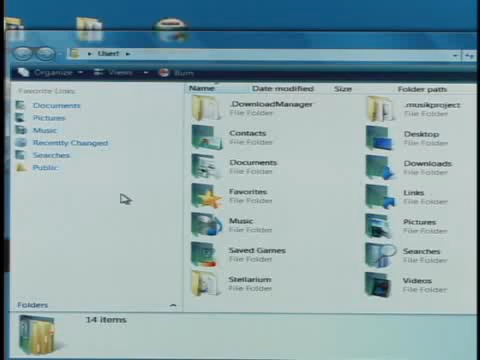 User!
Organize Views Burn
Favorite Links
Documents
Pictures
Music
Recently Changed
Searches
Public
Folders
Name Date modified Size Folder path
.DownloadManager
File Folder
.musikproject
File Folder
Contacts
File Folder
Desktop
File Folder
Documents
File Folder
Downloads
File Folder
Favorites
File Folder
Links
File Folder
Music
File Folder
Pictures
File Folder
Saved Games
File Folder
Searches
File Folder
Stellarium
File Folder
Videos
File Folder
14 items